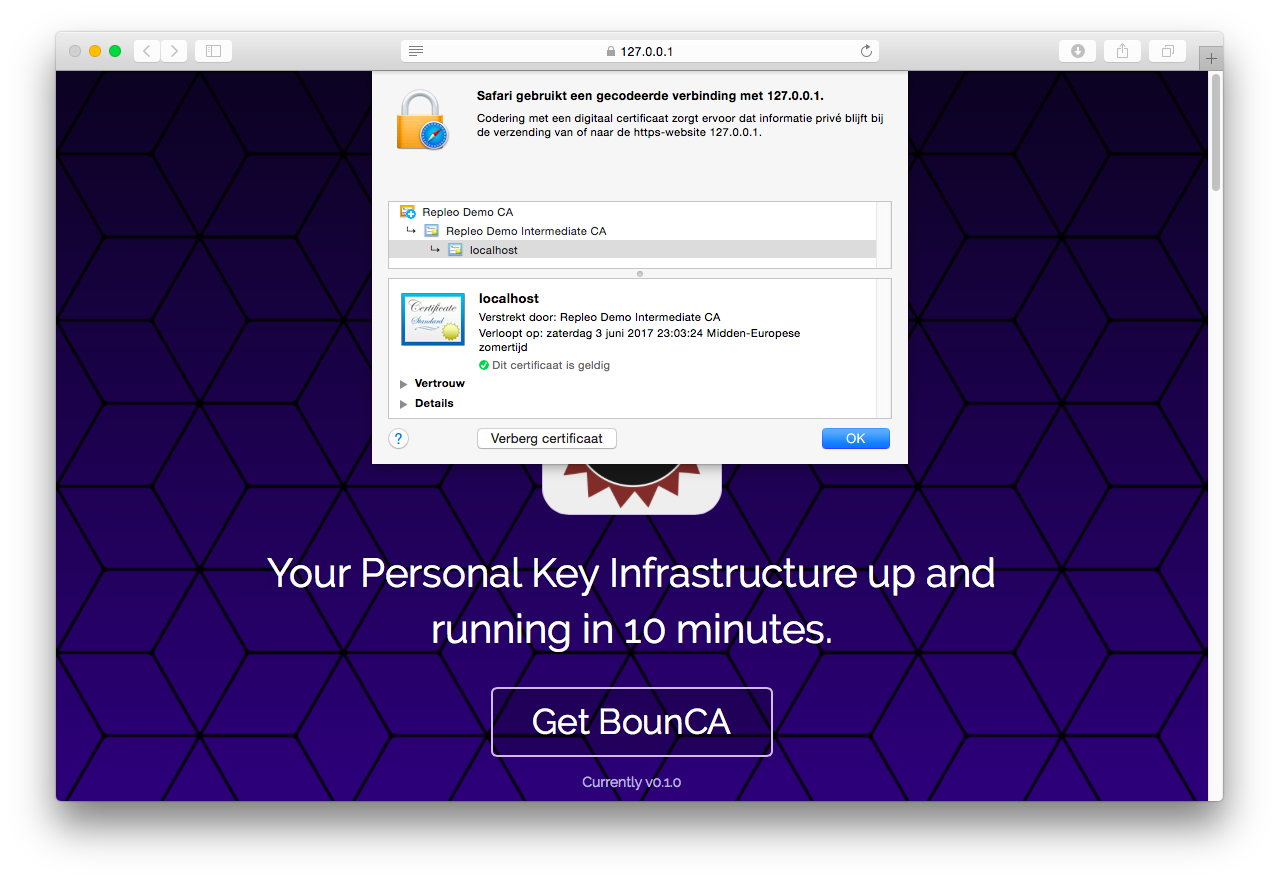 127.0.0.1
Safari gebruikt een gecodeerde verbinding met 127.0.0.1.
Codering met een digitaal certificaat zorgt ervoor dat informatie privé blijft bij
de verzending van of naar de https-website 127.0.0.1.
Repleo Demo CA
Repleo Demo Intermediate CA
localhost
Certificate
Standard
localhost
Verstrekt door: Repleo Demo Intermediate CA
Verloopt op: zaterdag 3 juni 2017 23:03:24 Midden-Europese
zomertijd
Dit certificaat is geldig
Vertrouw
Details
? Verberg certificaat OK
Your Personal Key Infrastructure up and
running in 10 minutes.
Get BounCA
Currently v0.1.0